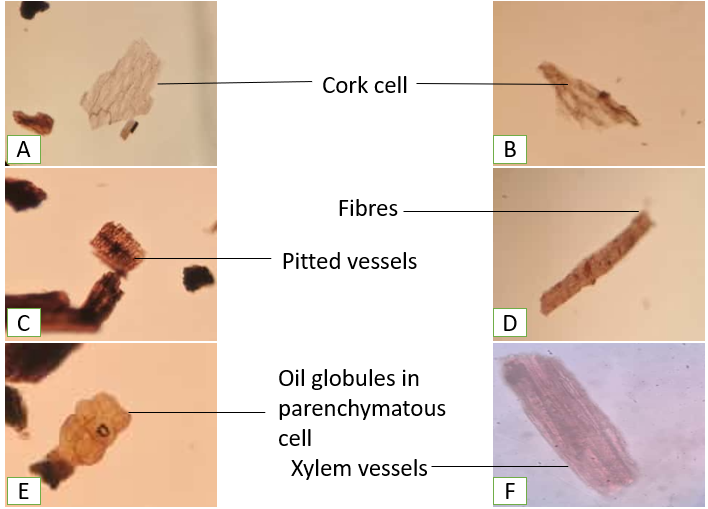 A
Cork cell
B
Fibres
Pitted vessels
C
D
Oil globules in
parenchymatous
cell
Xylem vessels
E
F